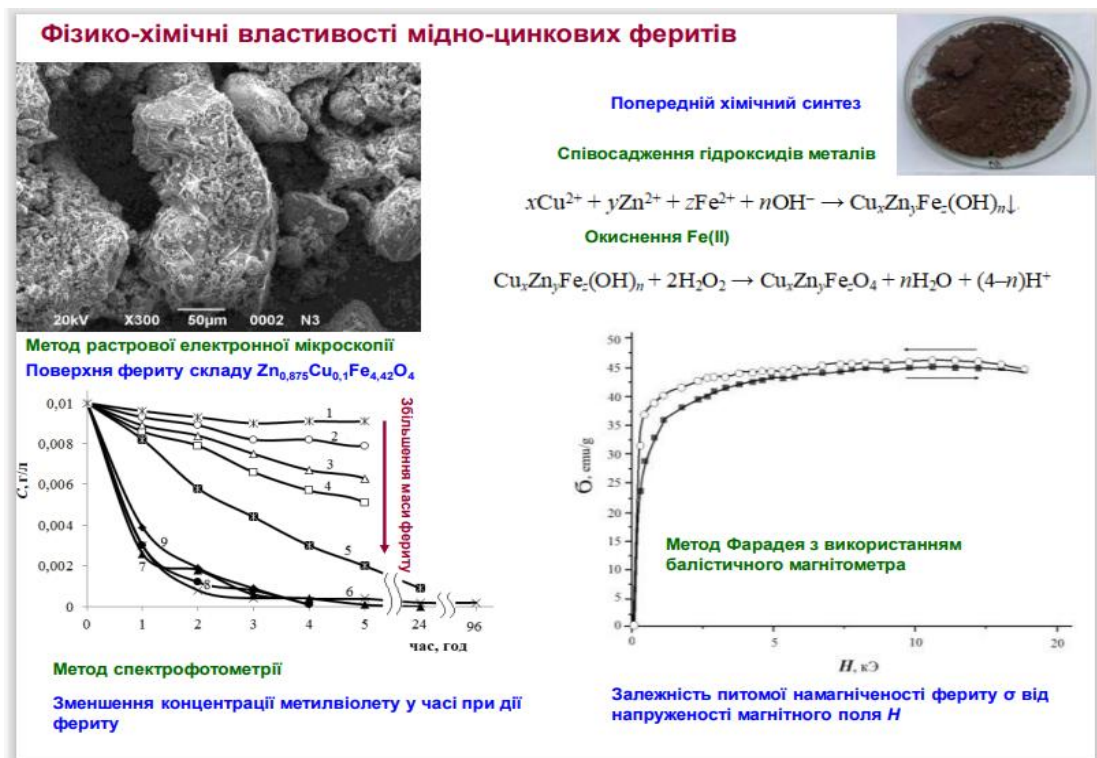 Фізико-хімічні властивості мідно-цинкових феритів
20kV X300 50µm 0002 N3
Метод растрової електронної мікроскопії
Поверхня фериту складу Zn0,875Cu0,1Fe4,42O4
Попередній хімічний синтез
Співосадження гідроксидів металів
xCu²⁺ + yZn²⁺ + zFe²⁺ + nOH⁻ → CuxZnyFez(OH)n↓
Окиснення Fe(II)
CuxZnyFez(OH)n + 2H₂O₂ → CuxZnyFezO₄ + nH₂O + (4–n)H⁺
C, г/л
0,01
0,008
0,006
0,004
0,002
0
1
2
3
4
5
6
7
8
9
Збільшення маси фериту
0 1 2 3 4 5 24 96
час, год
Метод спектрофотометрії
Зменшення концентрації метилвіолету у часі при дії
фериту
Ϭ, emu/g
50
45
40
35
30
25
20
15
10
5
0
Метод Фарадея з використанням
балістичного магнітометра
0 5 10 15 20
H, кЭ
Залежність питомої намагніченості фериту σ від
напруженості магнітного поля H